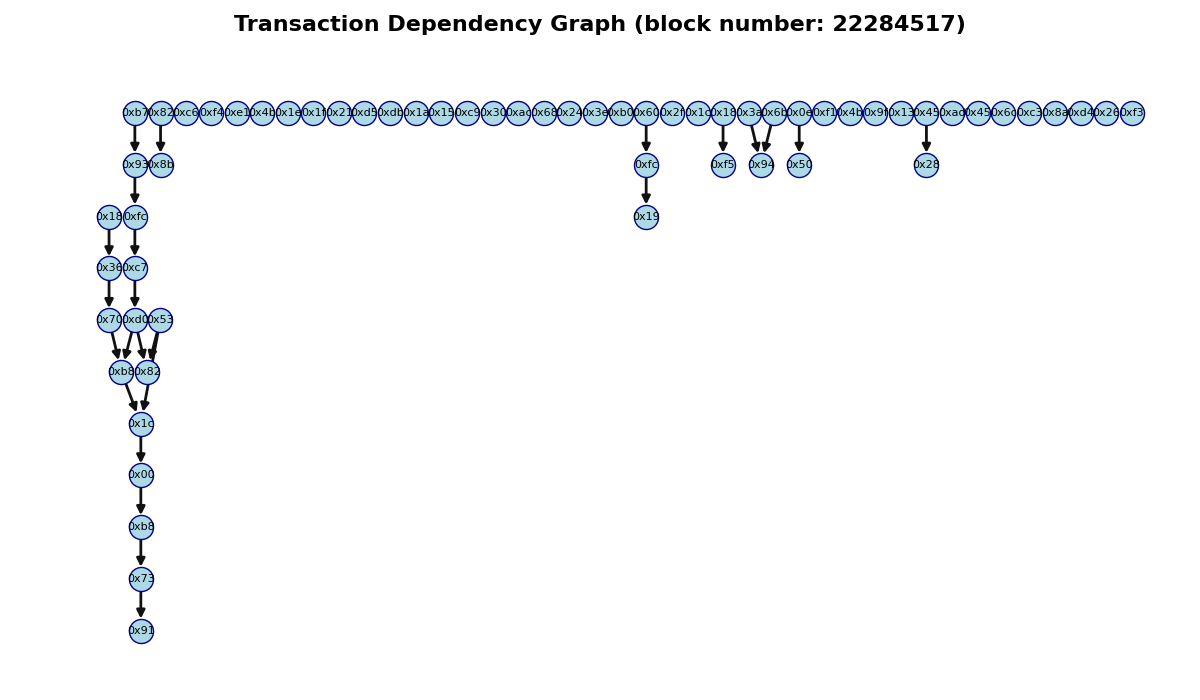 Transaction Dependency Graph (block number: 22284517)
0xb7 0x82 0xc6 0xf4 0xe1 0x4b 0x1e 0x1f 0x21 0xd5 0xdb 0x1a 0x15 0xc9 0x30 0xac 0x68 0x24 0x3e 0xb0 0x60 0x2f 0x1c 0x18 0x3a 0x6b 0x0e 0xf1 0x4b 0x9f 0x13 0x45 0xad 0x45 0x6c 0xc3 0x8a 0xd4 0x26 0xf3
0x93 0x8b 0xfc 0xf5 0x94 0x50 0x28
0x18 0xfc 0x19
0x36 0xc7
0x70 0xd0 0x53
0xb8 0x82
0x1c
0x00
0xb8
0x73
0x91